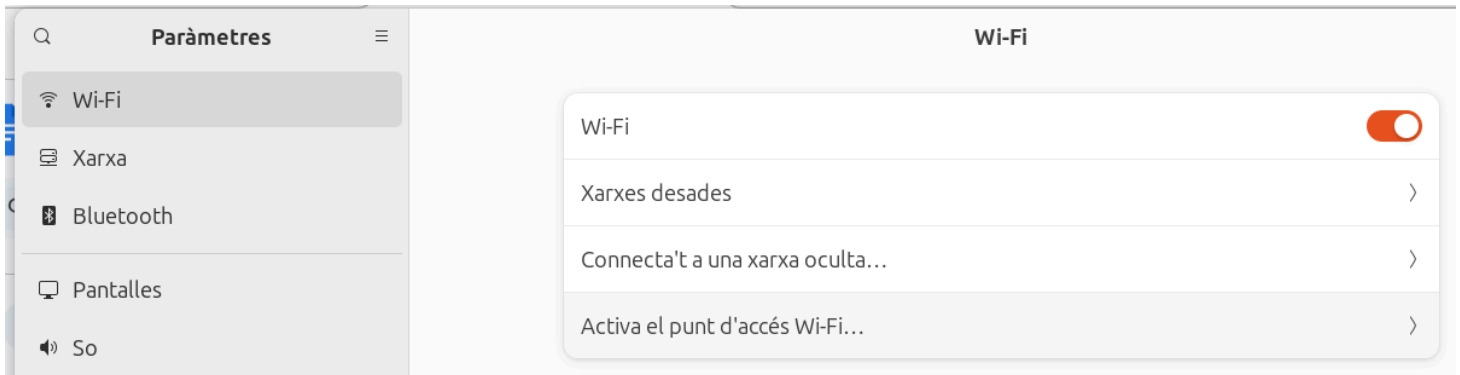 Paràmetres
Wi-Fi
Xarxa
Bluetooth
Pantalles
So
Wi-Fi
Wi-Fi
Xarxes desades
Connecta't a una xarxa oculta…
Activa el punt d'accés Wi-Fi…